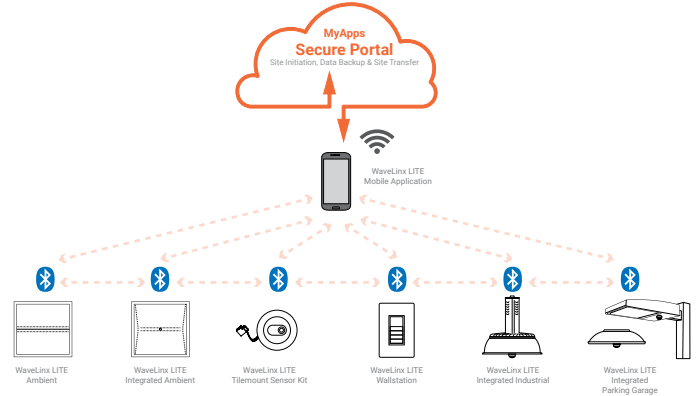 MyApps
Secure Portal
Site Initiation, Data Backup & Site Transfer
WaveLinx LITE
Mobile Application
WaveLinx LITE
Ambient
WaveLinx LITE
Integrated Ambient
WaveLinx LITE
Tilemount Sensor Kit
WaveLinx LITE
Wallstation
WaveLinx LITE
Integrated Industrial
WaveLinx LITE
Integrated
Parking Garage